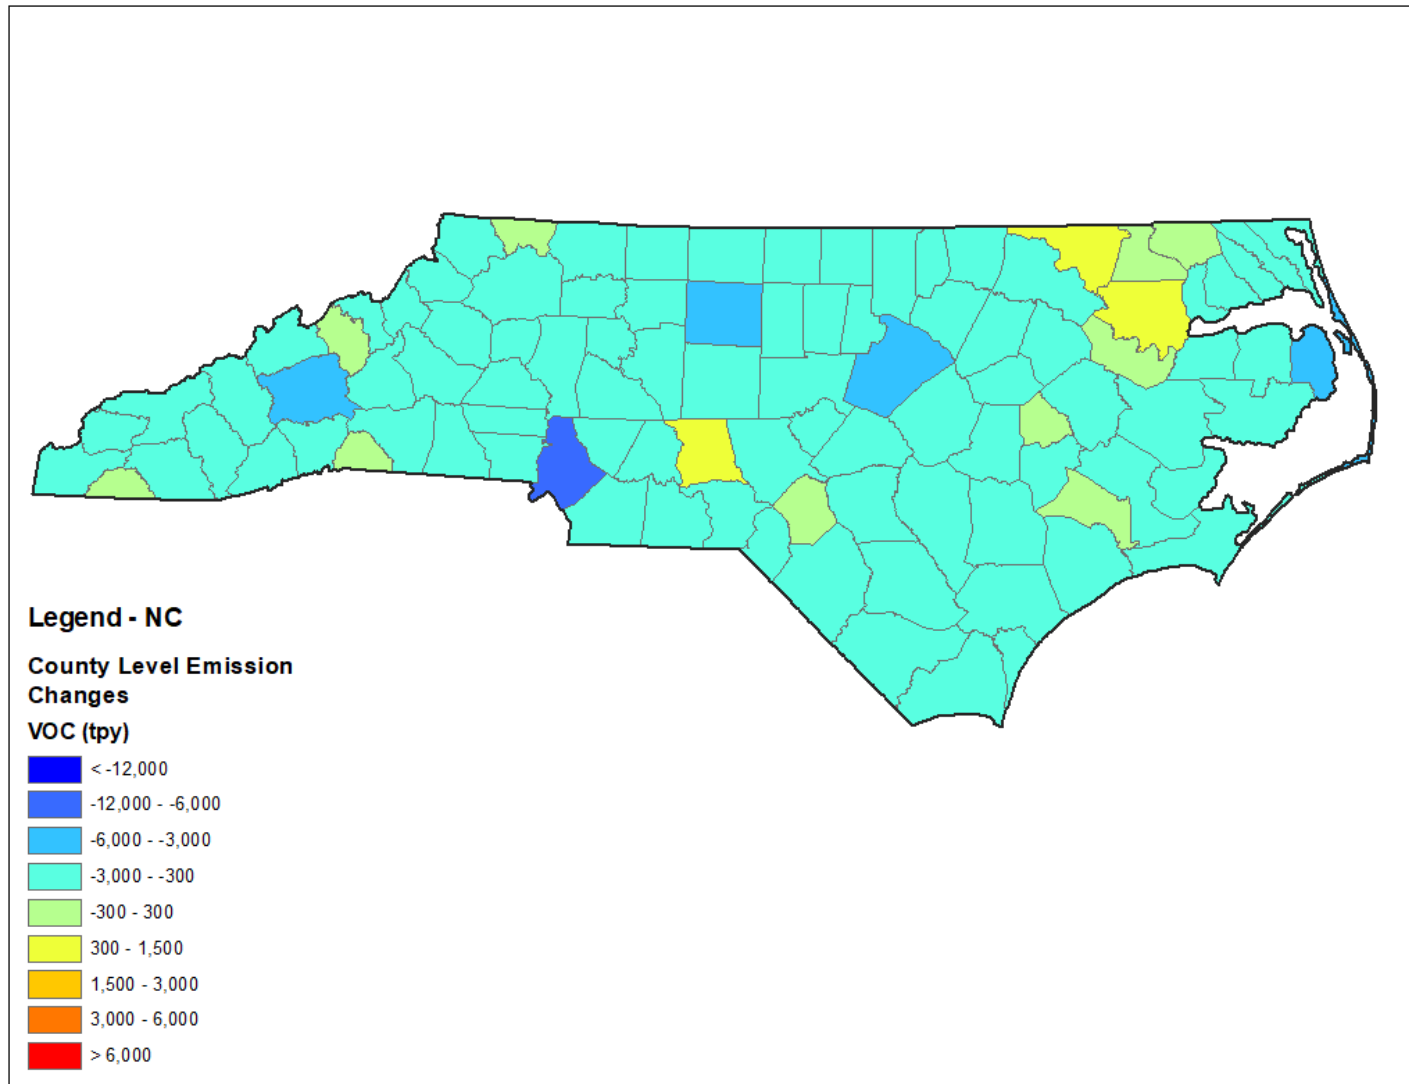 Legend - NC
County Level Emission
Changes
VOC (tpy)
< -12,000
-12,000 - -6,000
-6,000 - -3,000
-3,000 - -300
-300 - 300
300 - 1,500
1,500 - 3,000
3,000 - 6,000
> 6,000